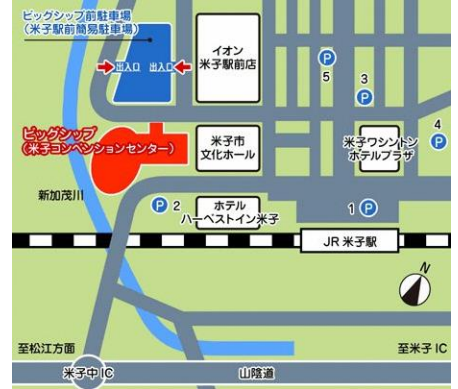 ビッグシップ前駐車場
（米子駅前簡易駐車場）
出入口
出入口
イオン
米子駅前店
P
5
3
P
4
P
ビッグシップ
（米子コンベンションセンター）
米子市
文化ホール
米子ワシントン
ホテルプラザ
新加茂川
P 2
ホテル
ハーベストイン米子
1 P
JR 米子駅
N
至松江方面
至米子IC
米子中IC
山陰道